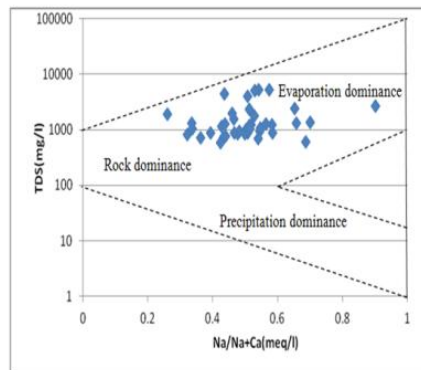 100000
10000
1000
100
10
1
TDS(mg/l)
Evaporation dominance
Rock dominance
Precipitation dominance
0 0.2 0.4 0.6 0.8 1
Na/Na+Ca(meq/l)